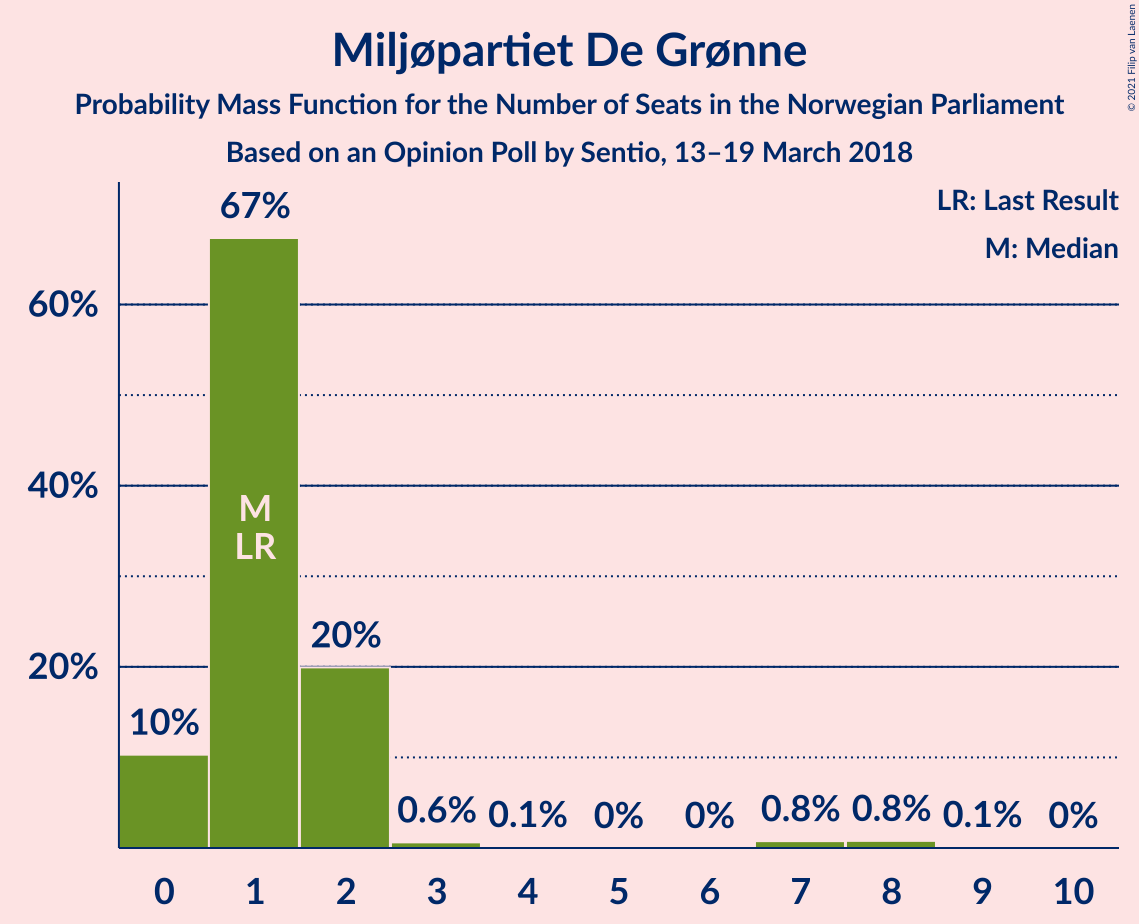 Miljøpartiet De Grønne
Probability Mass Function for the Number of Seats in the Norwegian Parliament
Based on an Opinion Poll by Sentio, 13–19 March 2018
© 2021 Filip van Laenen
LR: Last Result
M: Median
60%
40%
20%
10%
67%
M
LR
20%
0.6%
0.1%
0%
0%
0.8%
0.8%
0.1%
0%
0 1 2 3 4 5 6 7 8 9 10